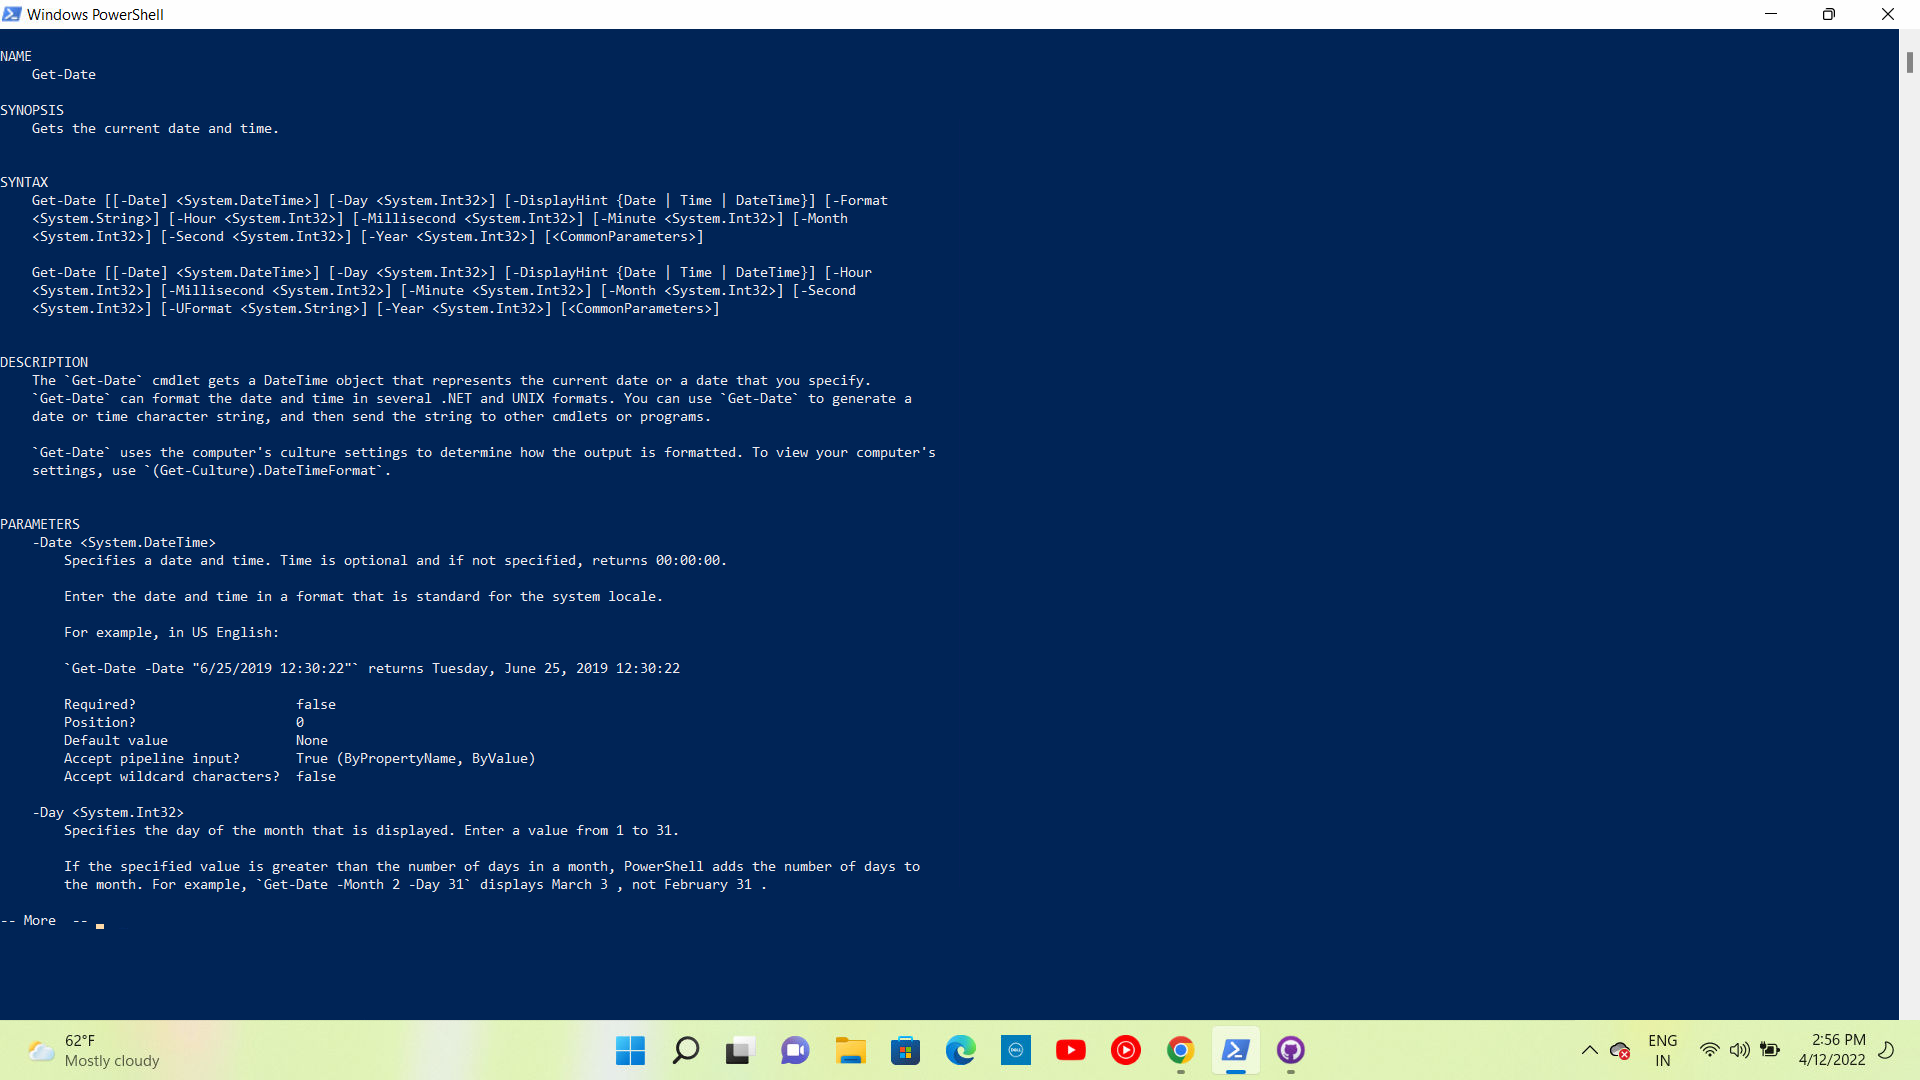 Windows PowerShell
NAME
Get-Date
SYNOPSIS
Gets the current date and time.
SYNTAX
Get-Date [[-Date] <System.DateTime>] [-Day <System.Int32>] [-DisplayHint {Date | Time | DateTime}] [-Format
<System.String>] [-Hour <System.Int32>] [-Millisecond <System.Int32>] [-Minute <System.Int32>] [-Month
<System.Int32>] [-Second <System.Int32>] [-Year <System.Int32>] [<CommonParameters>]
Get-Date [[-Date] <System.DateTime>] [-Day <System.Int32>] [-DisplayHint {Date | Time | DateTime}] [-Hour
<System.Int32>] [-Millisecond <System.Int32>] [-Minute <System.Int32>] [-Month <System.Int32>] [-Second
<System.Int32>] [-UFormat <System.String>] [-Year <System.Int32>] [<CommonParameters>]
DESCRIPTION
The `Get-Date` cmdlet gets a DateTime object that represents the current date or a date that you specify.
`Get-Date` can format the date and time in several .NET and UNIX formats. You can use `Get-Date` to generate a
date or time character string, and then send the string to other cmdlets or programs.
`Get-Date` uses the computer's culture settings to determine how the output is formatted. To view your computer's
settings, use `(Get-Culture).DateTimeFormat`.
PARAMETERS
-Date <System.DateTime>
Specifies a date and time. Time is optional and if not specified, returns 00:00:00.
Enter the date and time in a format that is standard for the system locale.
For example, in US English:
`Get-Date -Date "6/25/2019 12:30:22"` returns Tuesday, June 25, 2019 12:30:22
Required? false
Position? 0
Default value None
Accept pipeline input? True (ByPropertyName, ByValue)
Accept wildcard characters? false
-Day <System.Int32>
Specifies the day of the month that is displayed. Enter a value from 1 to 31.
If the specified value is greater than the number of days in a month, PowerShell adds the number of days to
the month. For example, `Get-Date -Month 2 -Day 31` displays March 3 , not February 31 .
-- More --
62°F
Mostly cloudy
DELL
ENG
IN
2:56 PM
4/12/2022